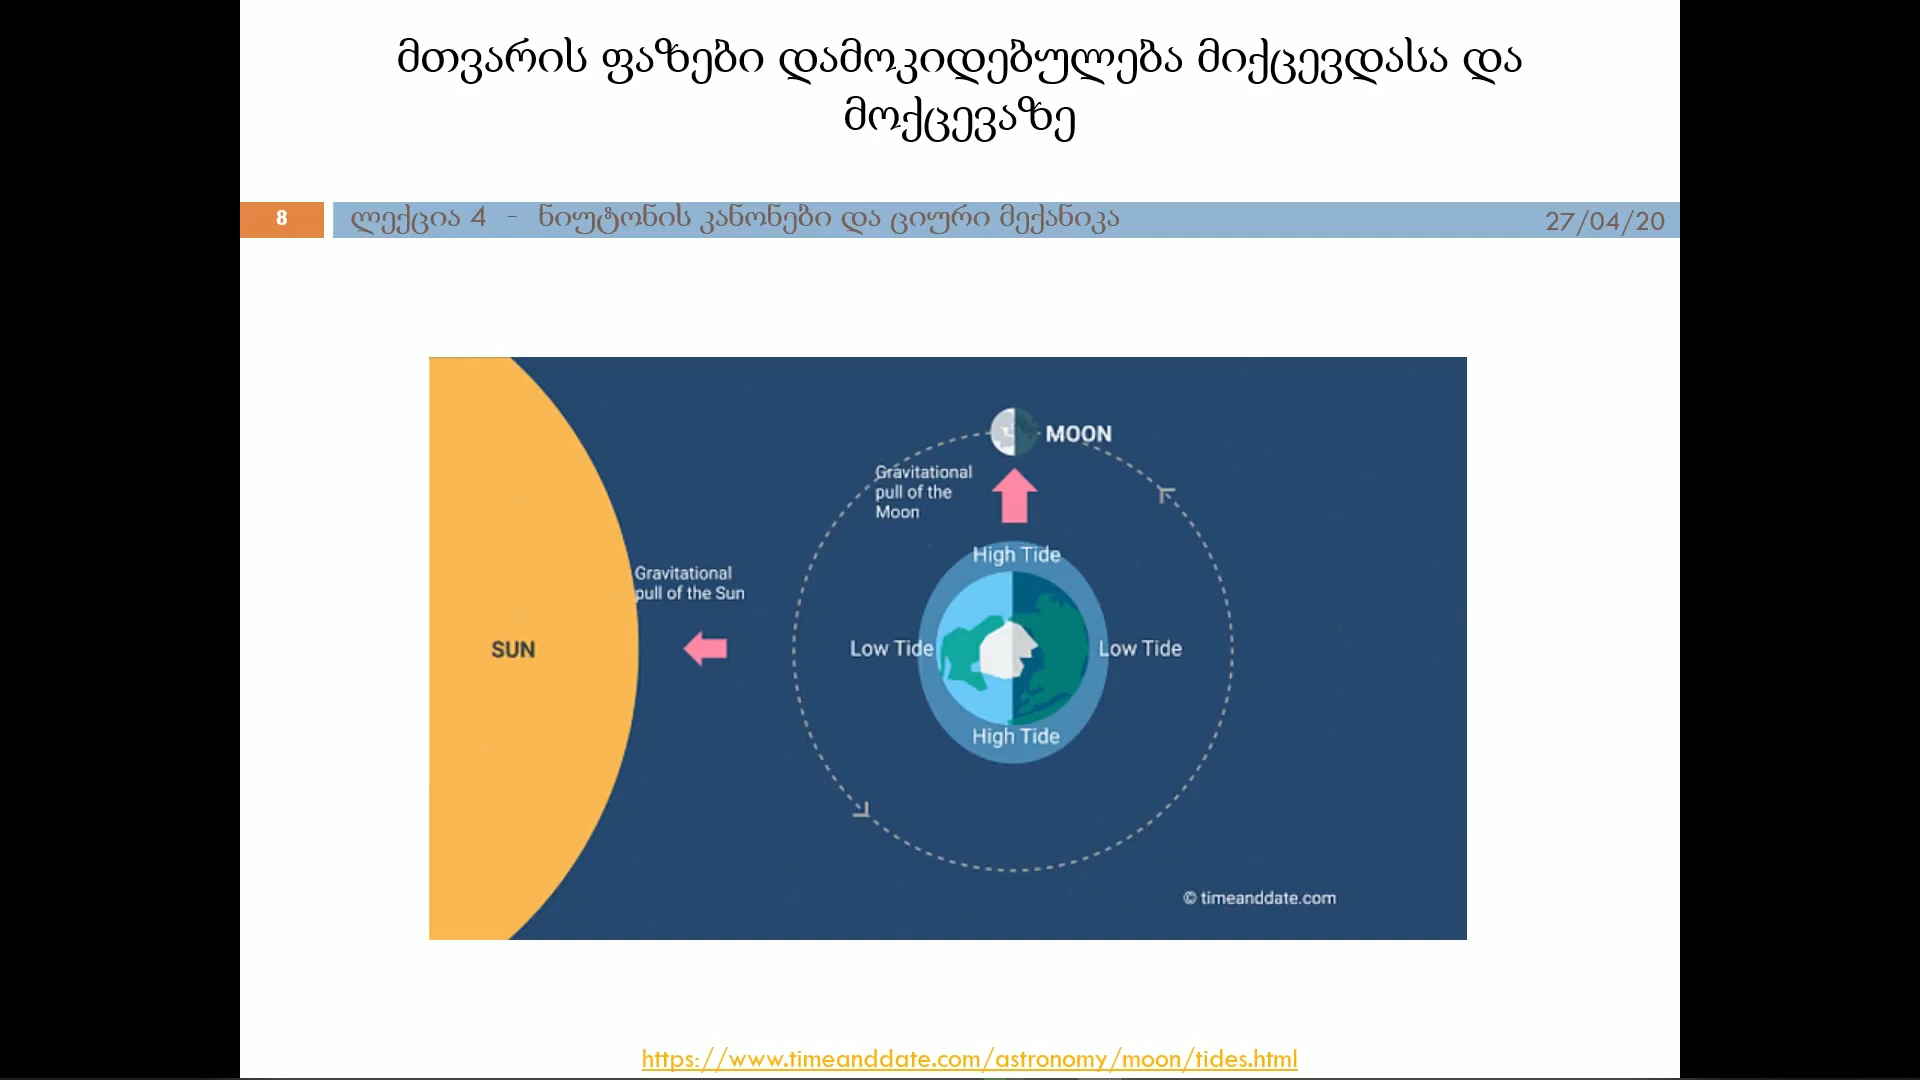 მთვარის ფაზები დამოკიდებულება მიქცევდასა და
მოქცევაზე
8
ლექცია 4 - ნიუტონის კანონები და ციური მექანიკა
27/04/20
MOON
Gravitational
pull of the
Moon
High Tide
Gravitational
pull of the Sun
SUN
Low Tide
Low Tide
High Tide
© timeanddate.com
https://www.timeanddate.com/astronomy/moon/tides.html